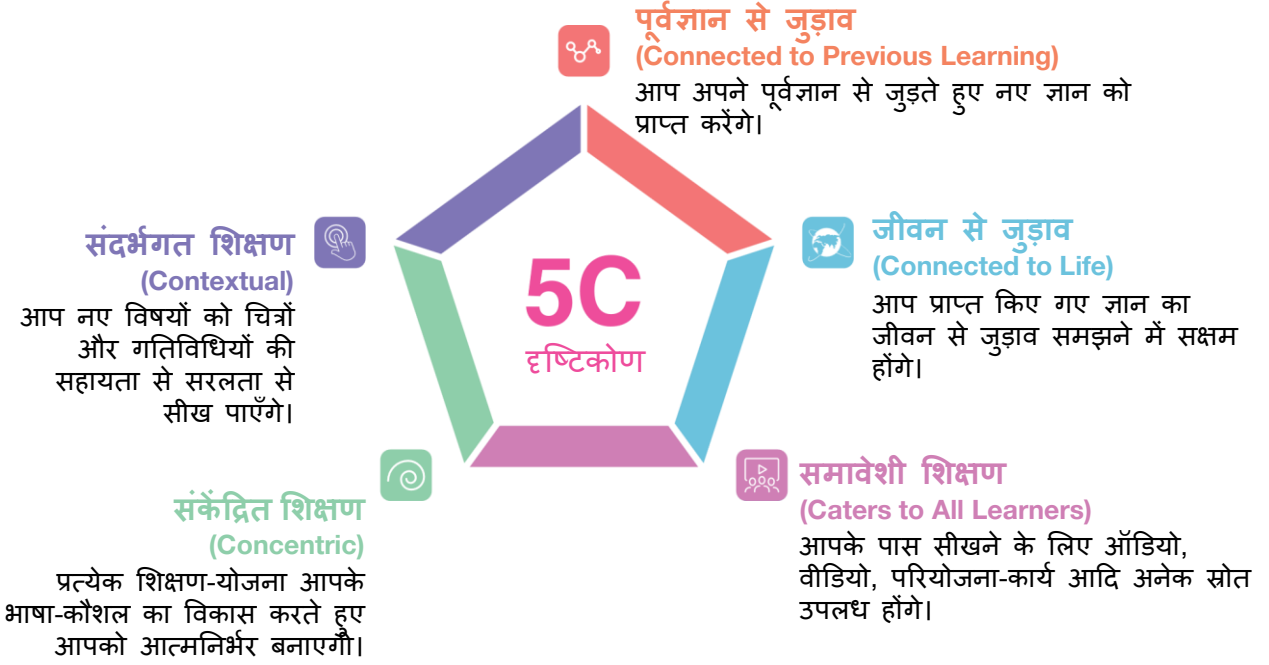 पूर्वज्ञान से जुड़ाव
(Connected to Previous Learning)
आप अपने पूर्वज्ञान से जुड़ते हुए नए ज्ञान को
प्राप्त करेंगे।
जीवन से जुड़ाव
(Connected to Life)
आप प्राप्त किए गए ज्ञान का
जीवन से जुड़ाव समझने में सक्षम
होंगे।
समावेशी शिक्षण
(Caters to All Learners)
आपके पास सीखने के लिए ऑडियो,
वीडियो, परियोजना-कार्य आदि अनेक स्रोत
उपलध होंगे।
संकेंद्रित शिक्षण
(Concentric)
प्रत्येक शिक्षण-योजना आपके
भाषा-कौशल का विकास करते हुए
आपको आत्मनिर्भर बनाएगी।
संदर्भगत शिक्षण
(Contextual)
आप नए विषयों को चित्रों
और गतिविधियों की
सहायता से सरलता से
सीख पाएँगे।
5C
दृष्टिकोण